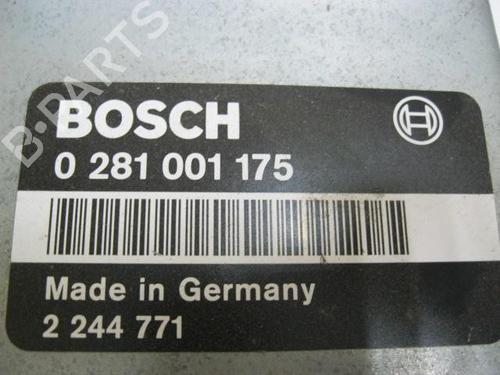 B-PARTS
BOSCH
0 281 001 175
Made in Germany
2 244 771